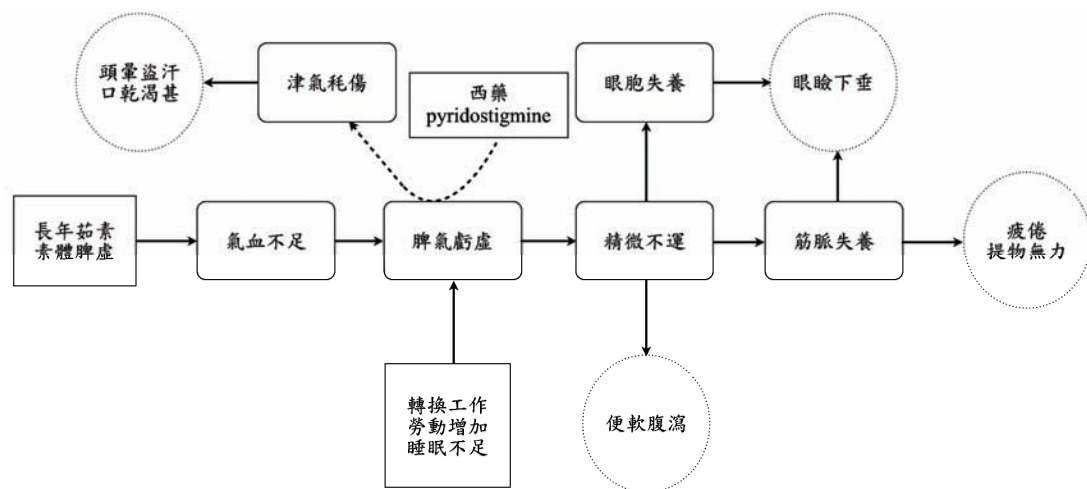 頭暈盜汗
口乾渴甚
津氣耗傷
西藥
pyridostigmine
眼胞失養
眼瞼下垂
長年茹素
素體脾虛
氣血不足
脾氣虧虛
精微不運
筋脈失養
疲倦
提物無力
轉換工作
勞動增加
睡眠不足
便軟腹瀉